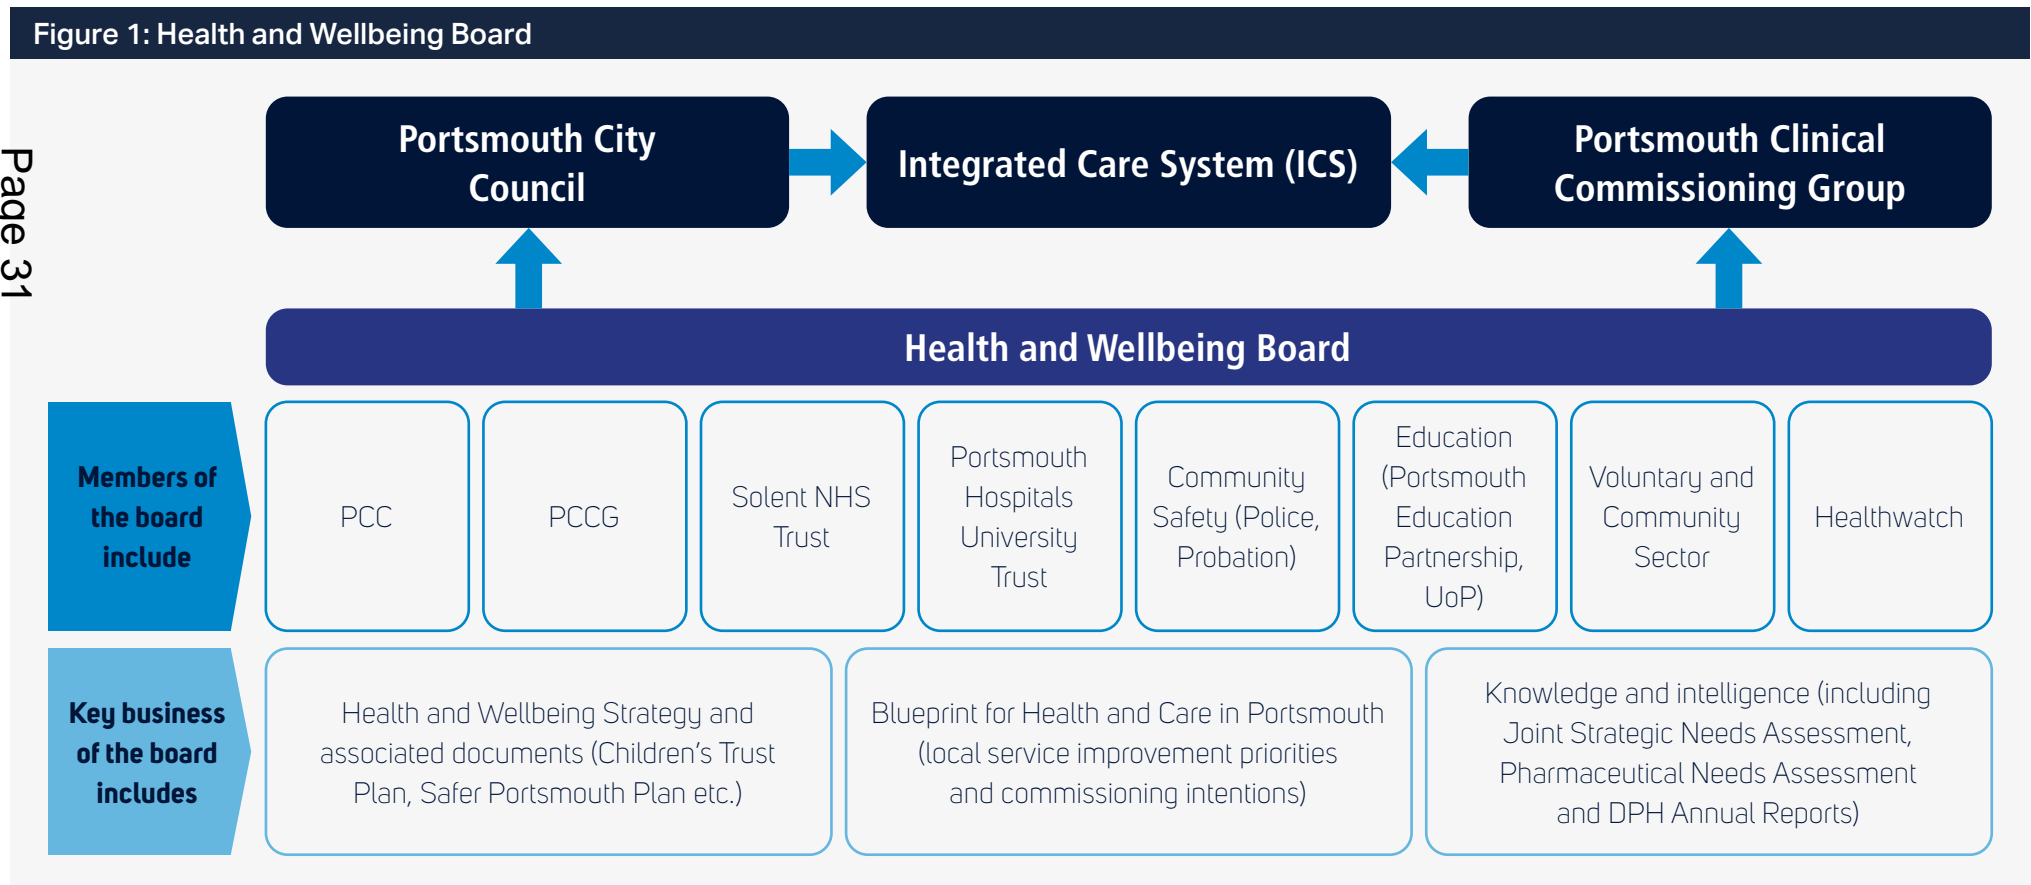 Figure 1: Health and Wellbeing Board
Page 31
Portsmouth City
Council
Integrated Care System (ICS)
Portsmouth Clinical
Commissioning Group
Health and Wellbeing Board
Members of
the board
include
PCC
PCCG
Solent NHS
Trust
Portsmouth
Hospitals
University
Trust
Community
Safety (Police,
Probation)
Education
(Portsmouth
Education
Partnership,
UoP)
Voluntary and
Community
Sector
Healthwatch
Key business
of the board
includes
Health and Wellbeing Strategy and
associated documents (Children’s Trust
Plan, Safer Portsmouth Plan etc.)
Blueprint for Health and Care in Portsmouth
(local service improvement priorities
and commissioning intentions)
Knowledge and intelligence (including
Joint Strategic Needs Assessment,
Pharmaceutical Needs Assessment
and DPH Annual Reports)